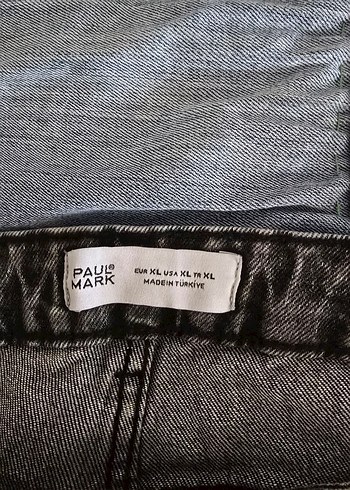 PAUL®
MARK
EUR XL USA XL TR XL
MADE IN TÜRKİYE